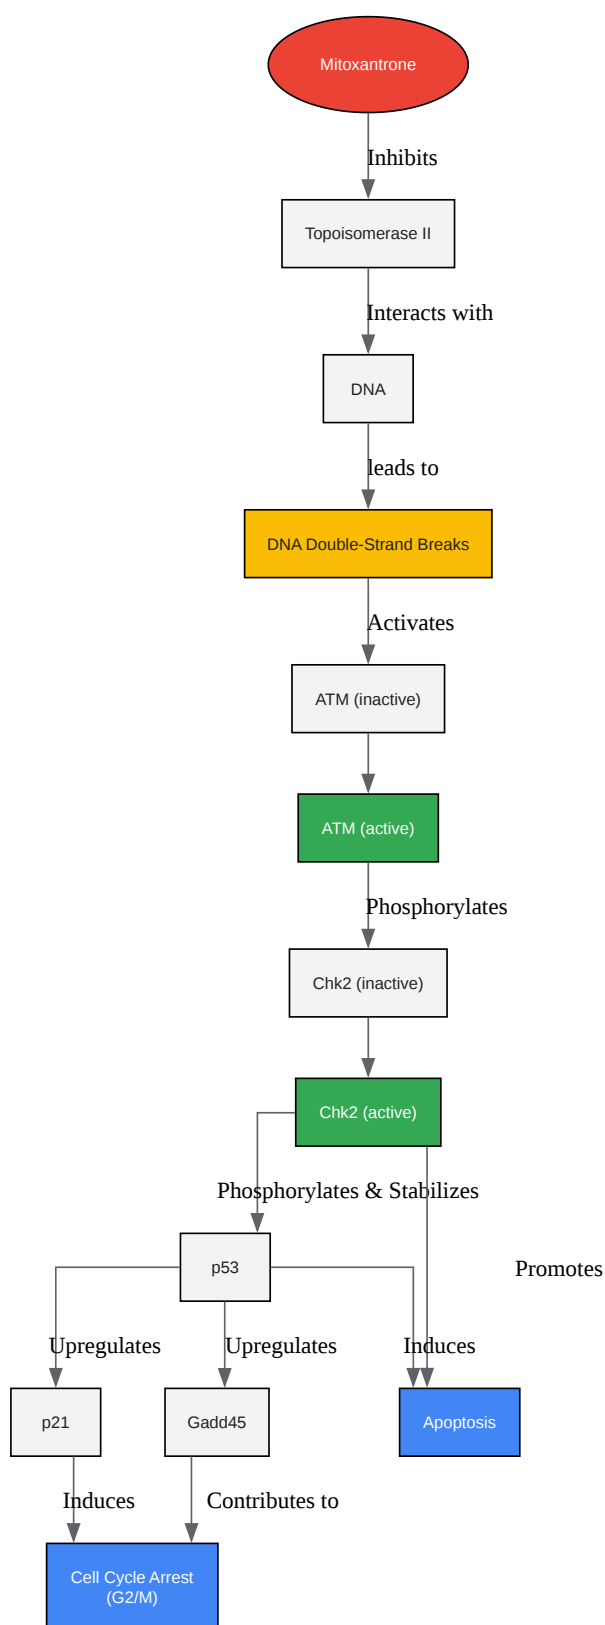 Mitoxantrone
Inhibits
Topoisomerase II
Interacts with
DNA
leads to
DNA Double-Strand Breaks
Activates
ATM (inactive)
ATM (active)
Phosphorylates
Chk2 (inactive)
Chk2 (active)
Phosphorylates & Stabilizes
p53
Promotes
Upregulates
Upregulates
Induces
p21
Gadd45
Apoptosis
Induces
Contributes to
Cell Cycle Arrest
(G2/M)